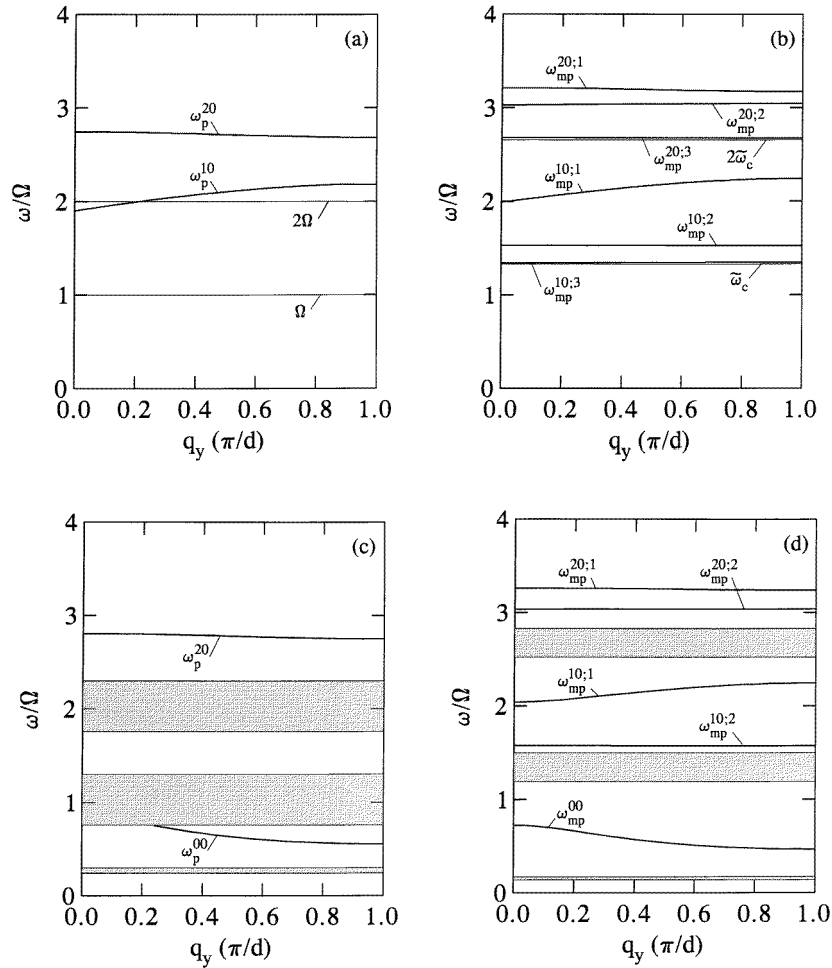 (a)
4
3
2
1
0
ω/Ω
ω_p^20
ω_p^10
2Ω
Ω
0.0 0.2 0.4 0.6 0.8 1.0
q_y (π/d)
(b)
4
3
2
1
0
ω/Ω
ω_mp^20;1
ω_mp^20;2
ω_mp^20;3
2ω̃_c
ω_mp^10;1
ω_mp^10;2
ω_mp^10;3
ω̃_c
0.0 0.2 0.4 0.6 0.8 1.0
q_y (π/d)
(c)
4
3
2
1
0
ω/Ω
ω_p^20
ω_p^00
0.0 0.2 0.4 0.6 0.8 1.0
q_y (π/d)
(d)
4
3
2
1
0
ω/Ω
ω_mp^20;1
ω_mp^20;2
ω_mp^10;1
ω_mp^10;2
ω_mp^00
0.0 0.2 0.4 0.6 0.8 1.0
q_y (π/d)